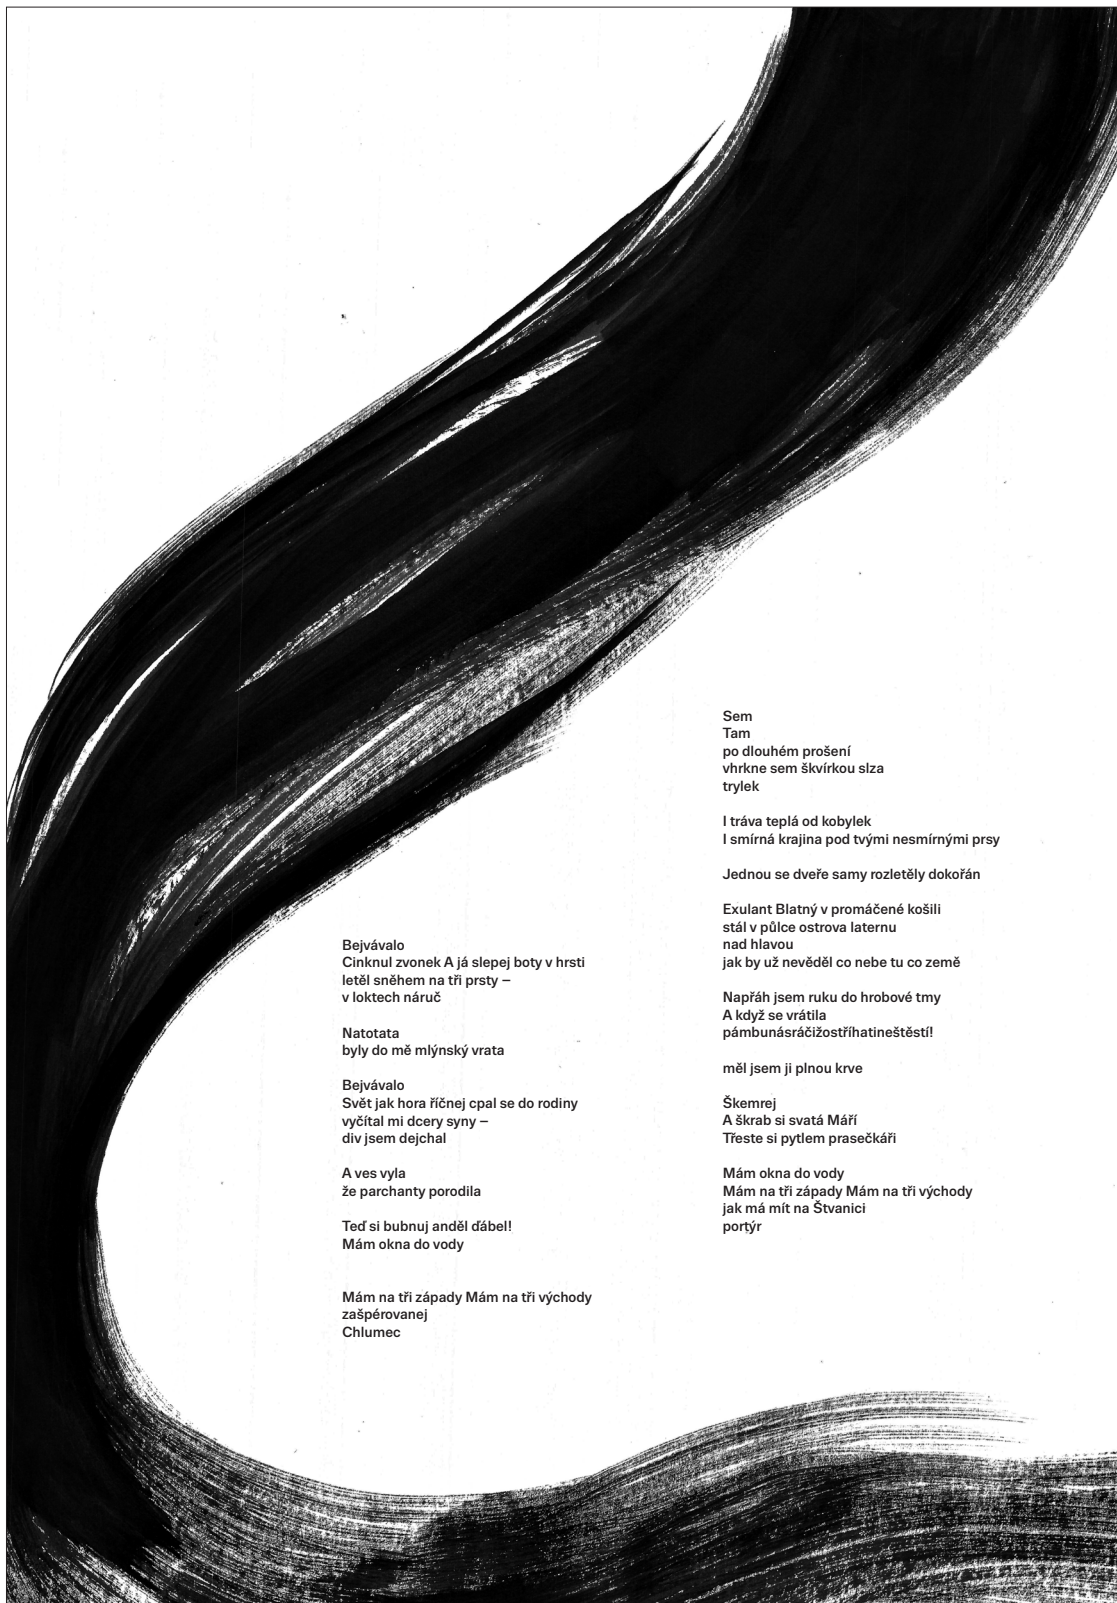 Bejvávalo
Cinknul zvonek A já slepej boty v hrsti
letěl sněhem na tři prsty –
v loktech náruč

Natotata
byly do mě mlýnský vrata

Bejvávalo
Svět jak hora říčnej cpal se do rodiny
vyčítal mi dcery syny –
div jsem dejchal

A ves vyla
že parchanty porodila

Teď si bubnuj anděl ďábel!
Mám okna do vody

Mám na tři západy Mám na tři východy
zašpérovanej
Chlumec

Sem
Tam
po dlouhém prošení
vhrkne sem škvírkou slza
trylek

I tráva teplá od kobylek
I smírná krajina pod tvými nesmírnými prsy

Jednou se dveře samy rozletěly dokořán

Exulant Blatný v promáčené košili
stál v půlce ostrova laternu
nad hlavou
jak by už nevěděl co nebe tu co země

Napřáh jsem ruku do hrobové tmy
A když se vrátila
pámbunásráčižostříhatineštěstí!

měl jsem ji plnou krve

Škemrej
A škrab si svatá Máří
Třeste si pytlem prasečkáři

Mám okna do vody
Mám na tři západy Mám na tři východy
jak má mít na Štvanici
portýr